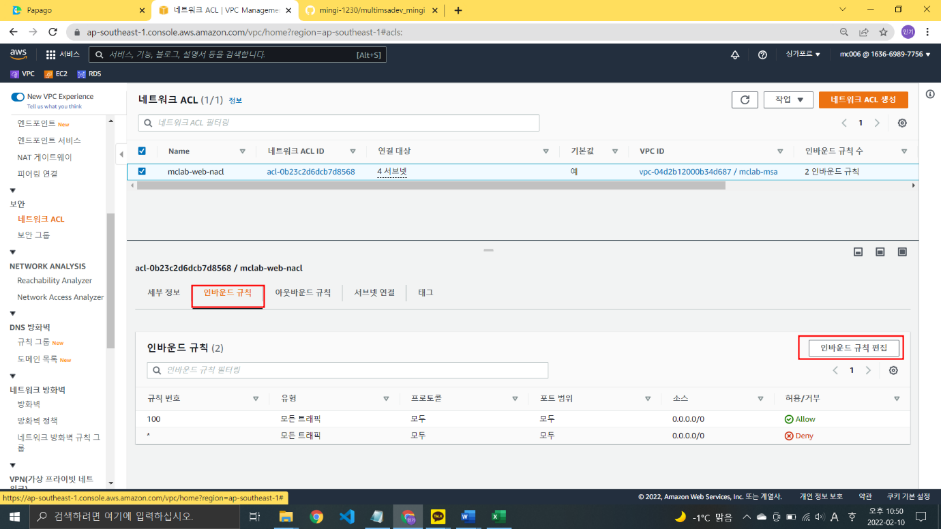 Papago
네트워크 ACL | VPC Manageme
mingi-1230/multimsadev_mingi
ap-southeast-1.console.aws.amazon.com/vpc/home?region=ap-southeast-1#acls:
민기
aws
서비스
서비스, 기능, 블로그, 설명서 등을 검색합니다.
[Alt+S]
싱가포르 ▼
mc006 @ 1636-6989-7756 ▼
VPC
EC2
RDS
New VPC Experience
Tell us what you think
엔드포인트 New
엔드포인트 서비스
NAT 게이트웨이
피어링 연결
보안
네트워크 ACL
보안 그룹
NETWORK ANALYSIS
Reachability Analyzer
Network Access Analyzer
DNS 방화벽
규칙 그룹 New
도메인 목록 New
네트워크 방화벽
방화벽
방화벽 정책
네트워크 방화벽 규칙 그
룹
VPN(가상 프라이빗 네트
워크)
네트워크 ACL (1/1) 정보
작업 ▼
네트워크 ACL 생성
네트워크 ACL 필터링
1
Name
네트워크 ACL ID
연결 대상
기본값
VPC ID
인바운드 규칙 수
mclab-web-nacl
acl-0b23c2d6dcb7d8568
4 서브넷
예
vpc-04d2b12000b34d687 / mclab-msa
2 인바운드 규칙
acl-0b23c2d6dcb7d8568 / mclab-web-nacl
세부 정보
인바운드 규칙
아웃바운드 규칙
서브넷 연결
태그
인바운드 규칙 (2)
인바운드 규칙 편집
인바운드 규칙 필터링
1
규칙 번호
유형
프로토콜
포트 범위
소스
허용/거부
100
모든 트래픽
모두
모두
0.0.0.0/0
Allow
*
모든 트래픽
모두
모두
0.0.0.0/0
Deny
https://ap-southeast-1.console.aws.amazon.com/vpc/home?region=ap-southeast-1#
© 2022, Amazon Web Services, Inc. 또는 계열사.
개인 정보 보호
약관
쿠키 기본 설정
검색하려면 여기에 입력하십시오.
-1°C 맑음
A
오후 10:50
2022-02-10